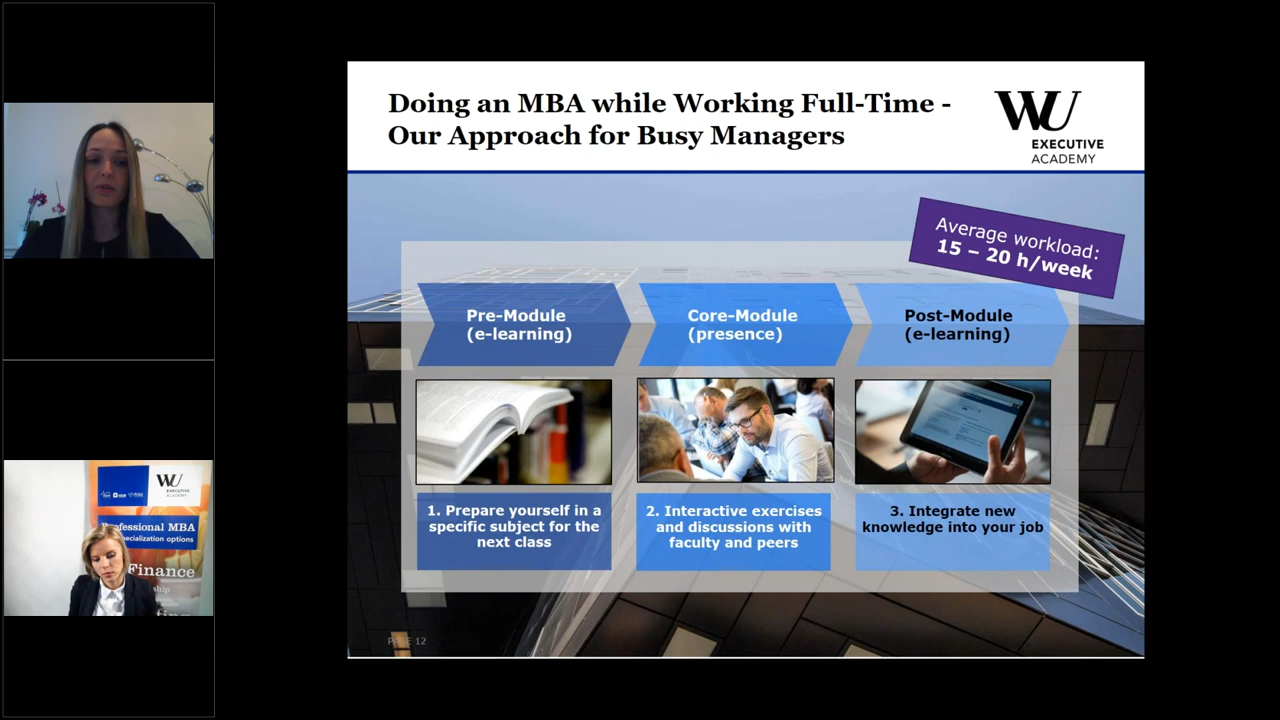 Doing an MBA while Working Full-Time -
Our Approach for Busy Managers
WU
EXECUTIVE
ACADEMY
Average workload:
15 – 20 h/week
Pre-Module
(e-learning)
Core-Module
(presence)
Post-Module
(e-learning)
1. Prepare yourself in a
specific subject for the
next class
2. Interactive exercises
and discussions with
faculty and peers
3. Integrate new
knowledge into your job
12
WU
EXECUTIVE
ACADEMY
Professional MBA
specialization options
Finance